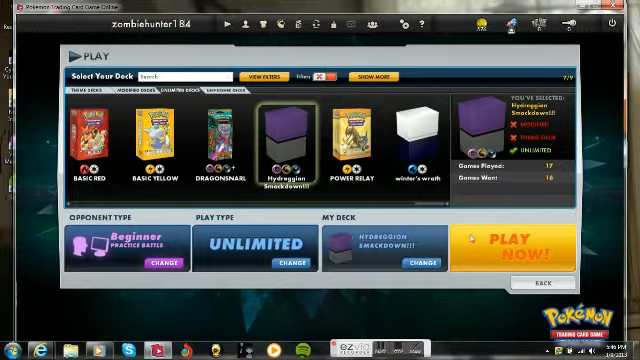 Pokemon Trading Card Game Online
zombiehunter184
576
PLAY
Select Your Deck
Search
VIEW FILTERS
Filters
SHOW MORE
7/9
THEME DECKS
MODIFIED DECKS
UNLIMITED DECKS
BASIC RED
BASIC YELLOW
DRAGONSNARL
Hydreggion
Smackdown!!!
POWER RELAY
winter's wrath
YOU'VE SELECTED:
Hydreggion
Smackdown!!!
MODIFIED
THEME DECK
UNLIMITED
Games Played: 17
Games Won: 16
OPPONENT TYPE
PLAY TYPE
MY DECK
Beginner
PRACTICE BATTLE
CHANGE
UNLIMITED
CHANGE
HYDREGGION
SMACKDOWN!!!
CHANGE
PLAY
NOW!
BACK
Pokémon
TRADING CARD GAME
ezvid
RECORDER